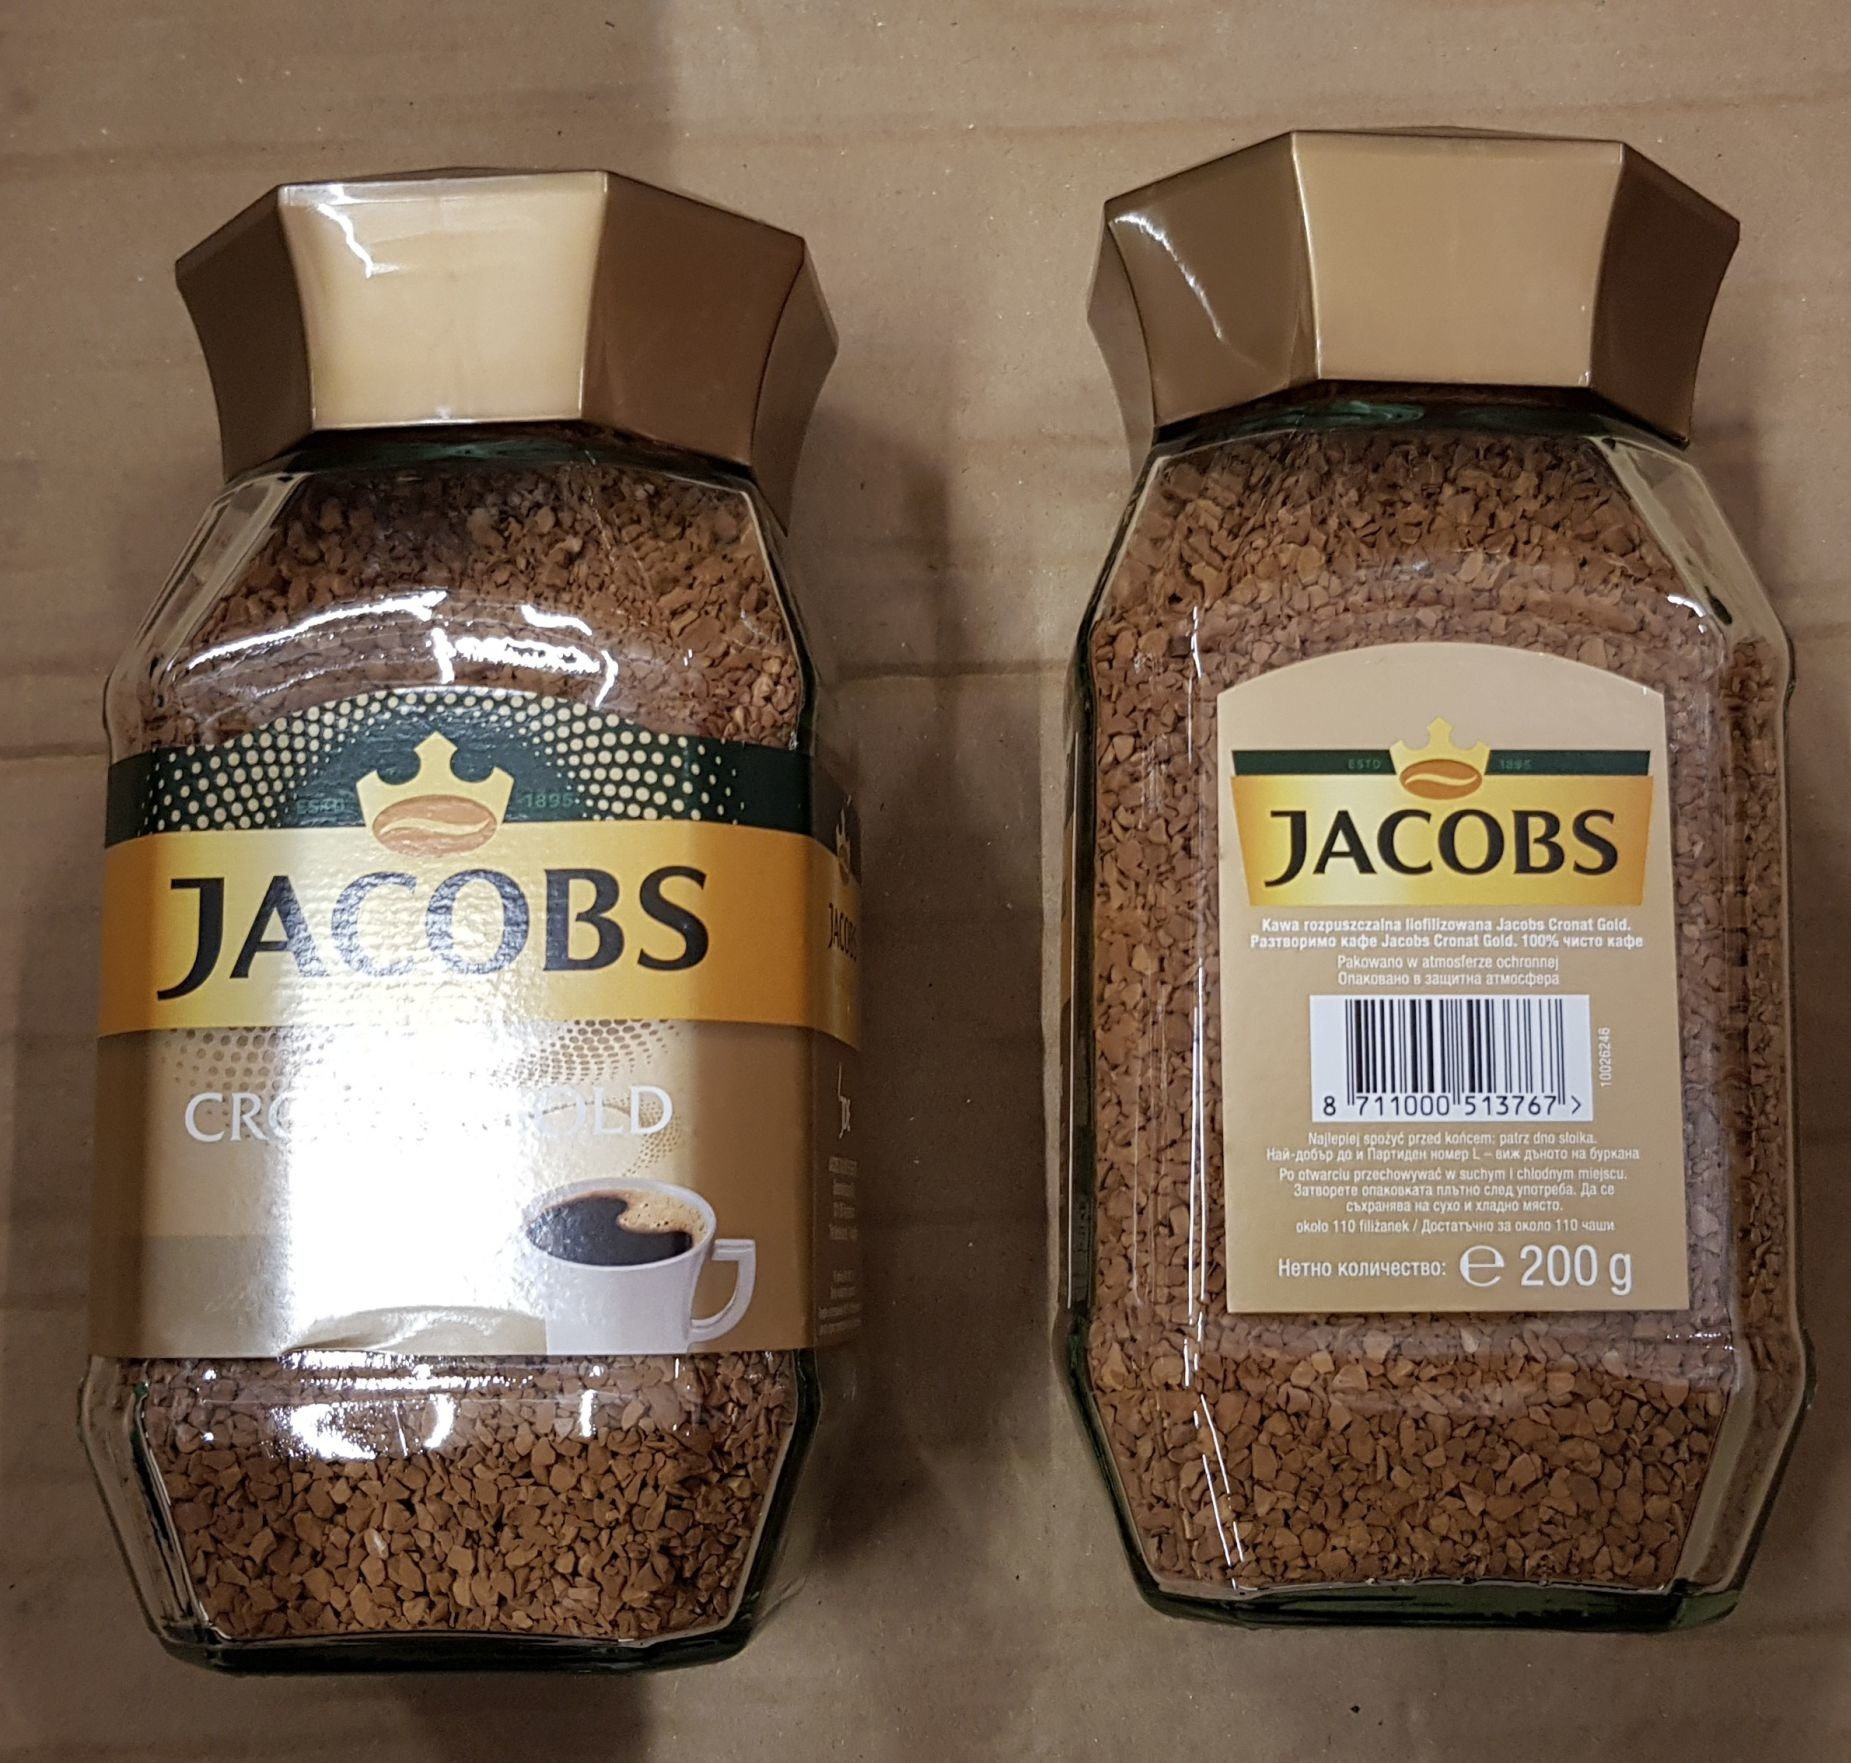 ESTD 1895
JACOBS
JACOBS
ESTD 1895
JACOBS
Kawa rozpuszczalna liofilizowana Jacobs Cronat Gold.
Разтворимо кафе Jacobs Cronat Gold. 100% чисто кафе
Pakowano w atmosferze ochronnej
Опаковано в защитна атмосфера
10026246
8 711000 513767 >
Najlepiej spożyć przed końcem: patrz dno słoika.
Най-добър до и Партиден номер L – виж дъното на буркана
Po otwarciu przechowywać w suchym i chłodnym miejscu.
Затворете опаковката плътно след употреба. Да се
съхранява на сухо и хладно място.
około 110 filiżanek / Достатъчно за около 110 чаши
Нетно количество: ℮ 200 g